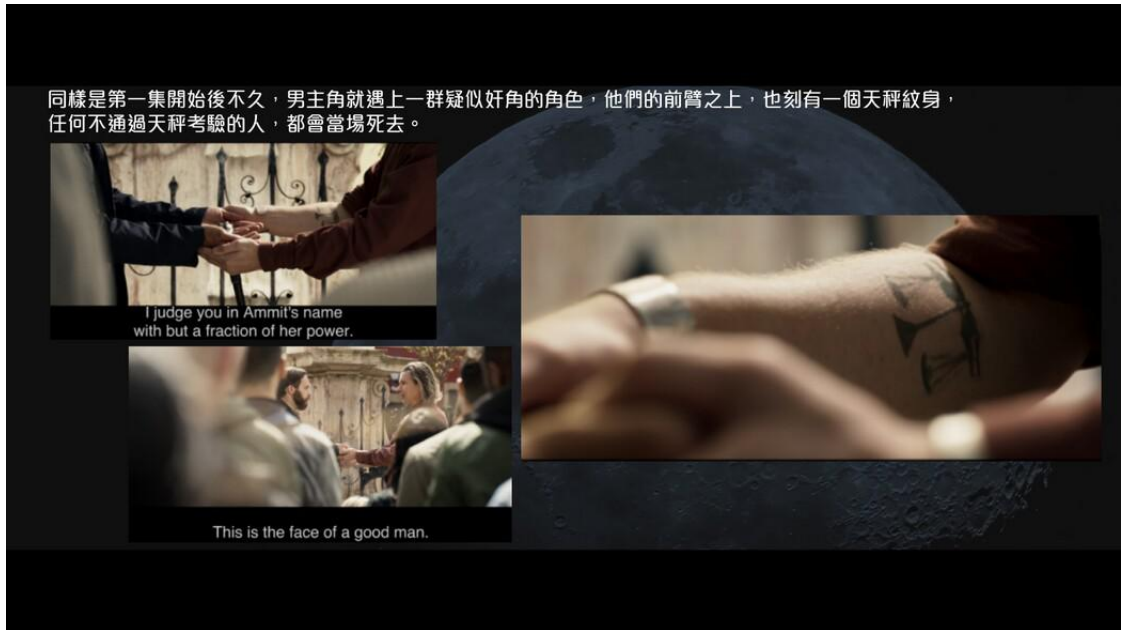 同樣是第一集開始後不久，男主角就遇上一群疑似奸角的角色，他們的前臂之上，也刻有一個天秤紋身，
任何不通過天秤考驗的人，都會當場死去。
I judge you in Ammit's name
with but a fraction of her power.
This is the face of a good man.